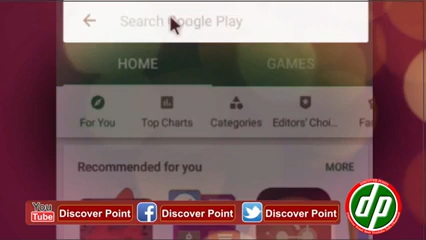 Search Google Play
HOME GAMES
For You Top Charts Categories Editors' Choi... Fa
Recommended for you MORE
You Tube Discover Point f Discover Point Discover Point dp